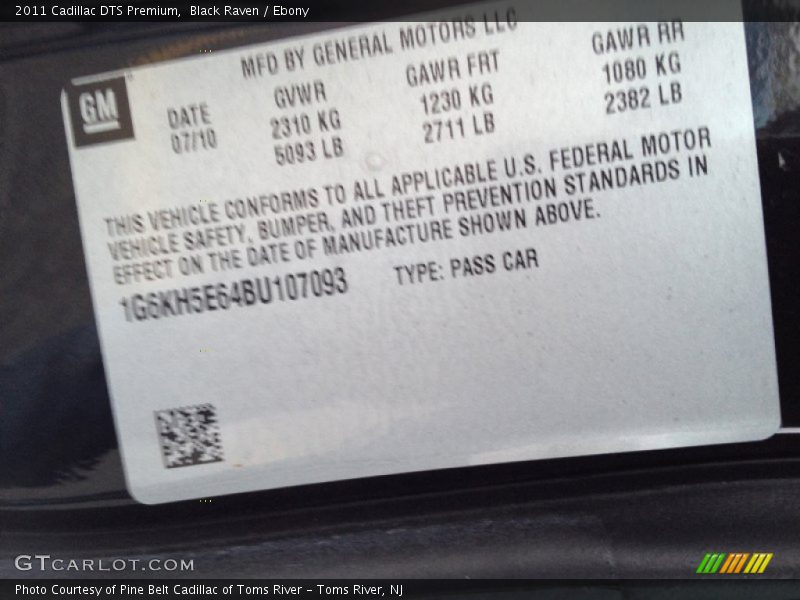 2011 Cadillac DTS Premium,  Black Raven / Ebony
MFD BY GENERAL MOTORS LLC
GM
DATE GVWR GAWR FRT GAWR RR
07/10 2310 KG 1230 KG 1080 KG
5093 LB 2711 LB 2382 LB
THIS VEHICLE CONFORMS TO ALL APPLICABLE U.S. FEDERAL MOTOR
VEHICLE SAFETY, BUMPER, AND THEFT PREVENTION STANDARDS IN
EFFECT ON THE DATE OF MANUFACTURE SHOWN ABOVE.
1G6KH5E64BU107093 TYPE: PASS CAR
GTCARLOT.COM
Photo Courtesy of Pine Belt Cadillac of Toms River – Toms River, NJ